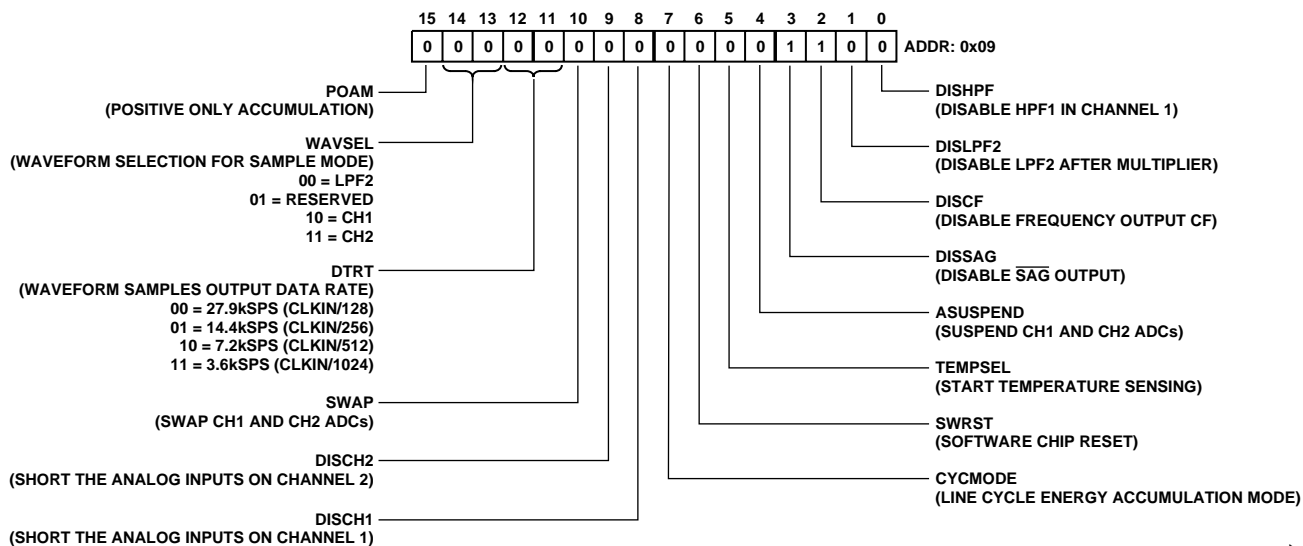 15 14 13 12 11 10 9 8 7 6 5 4 3 2 1 0
0 0 0 0 0 0 0 0 0 0 0 0 1 1 0 0 ADDR: 0x09
POAM
(POSITIVE ONLY ACCUMULATION)
WAVSEL
(WAVEFORM SELECTION FOR SAMPLE MODE)
00 = LPF2
01 = RESERVED
10 = CH1
11 = CH2
DTRT
(WAVEFORM SAMPLES OUTPUT DATA RATE)
00 = 27.9kSPS (CLKIN/128)
01 = 14.4kSPS (CLKIN/256)
10 = 7.2kSPS (CLKIN/512)
11 = 3.6kSPS (CLKIN/1024)
SWAP
(SWAP CH1 AND CH2 ADCs)
DISCH2
(SHORT THE ANALOG INPUTS ON CHANNEL 2)
DISCH1
(SHORT THE ANALOG INPUTS ON CHANNEL 1)
DISHPF
(DISABLE HPF1 IN CHANNEL 1)
DISLPF2
(DISABLE LPF2 AFTER MULTIPLIER)
DISCF
(DISABLE FREQUENCY OUTPUT CF)
DISSAG
(DISABLE S̅A̅G̅ OUTPUT)
ASUSPEND
(SUSPEND CH1 AND CH2 ADCs)
TEMPSEL
(START TEMPERATURE SENSING)
SWRST
(SOFTWARE CHIP RESET)
CYCMODE
(LINE CYCLE ENERGY ACCUMULATION MODE)